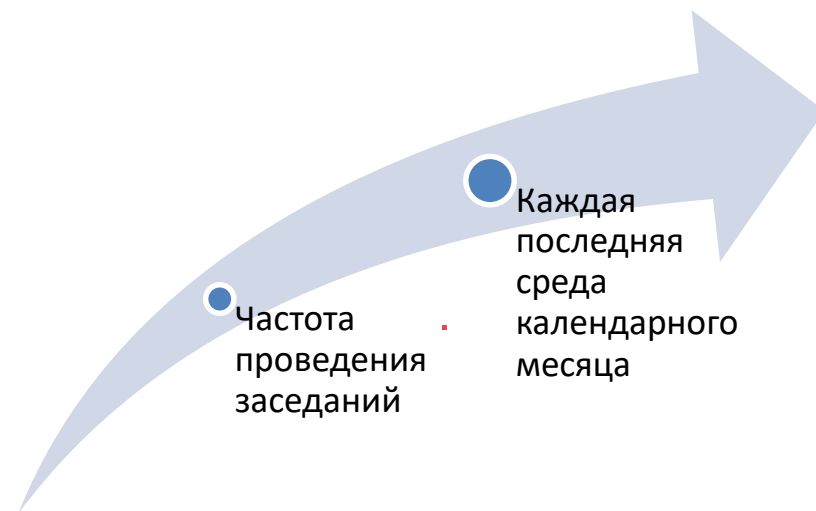 Частота
проведения
заседаний
Каждая
последняя
среда
календарного
месяца